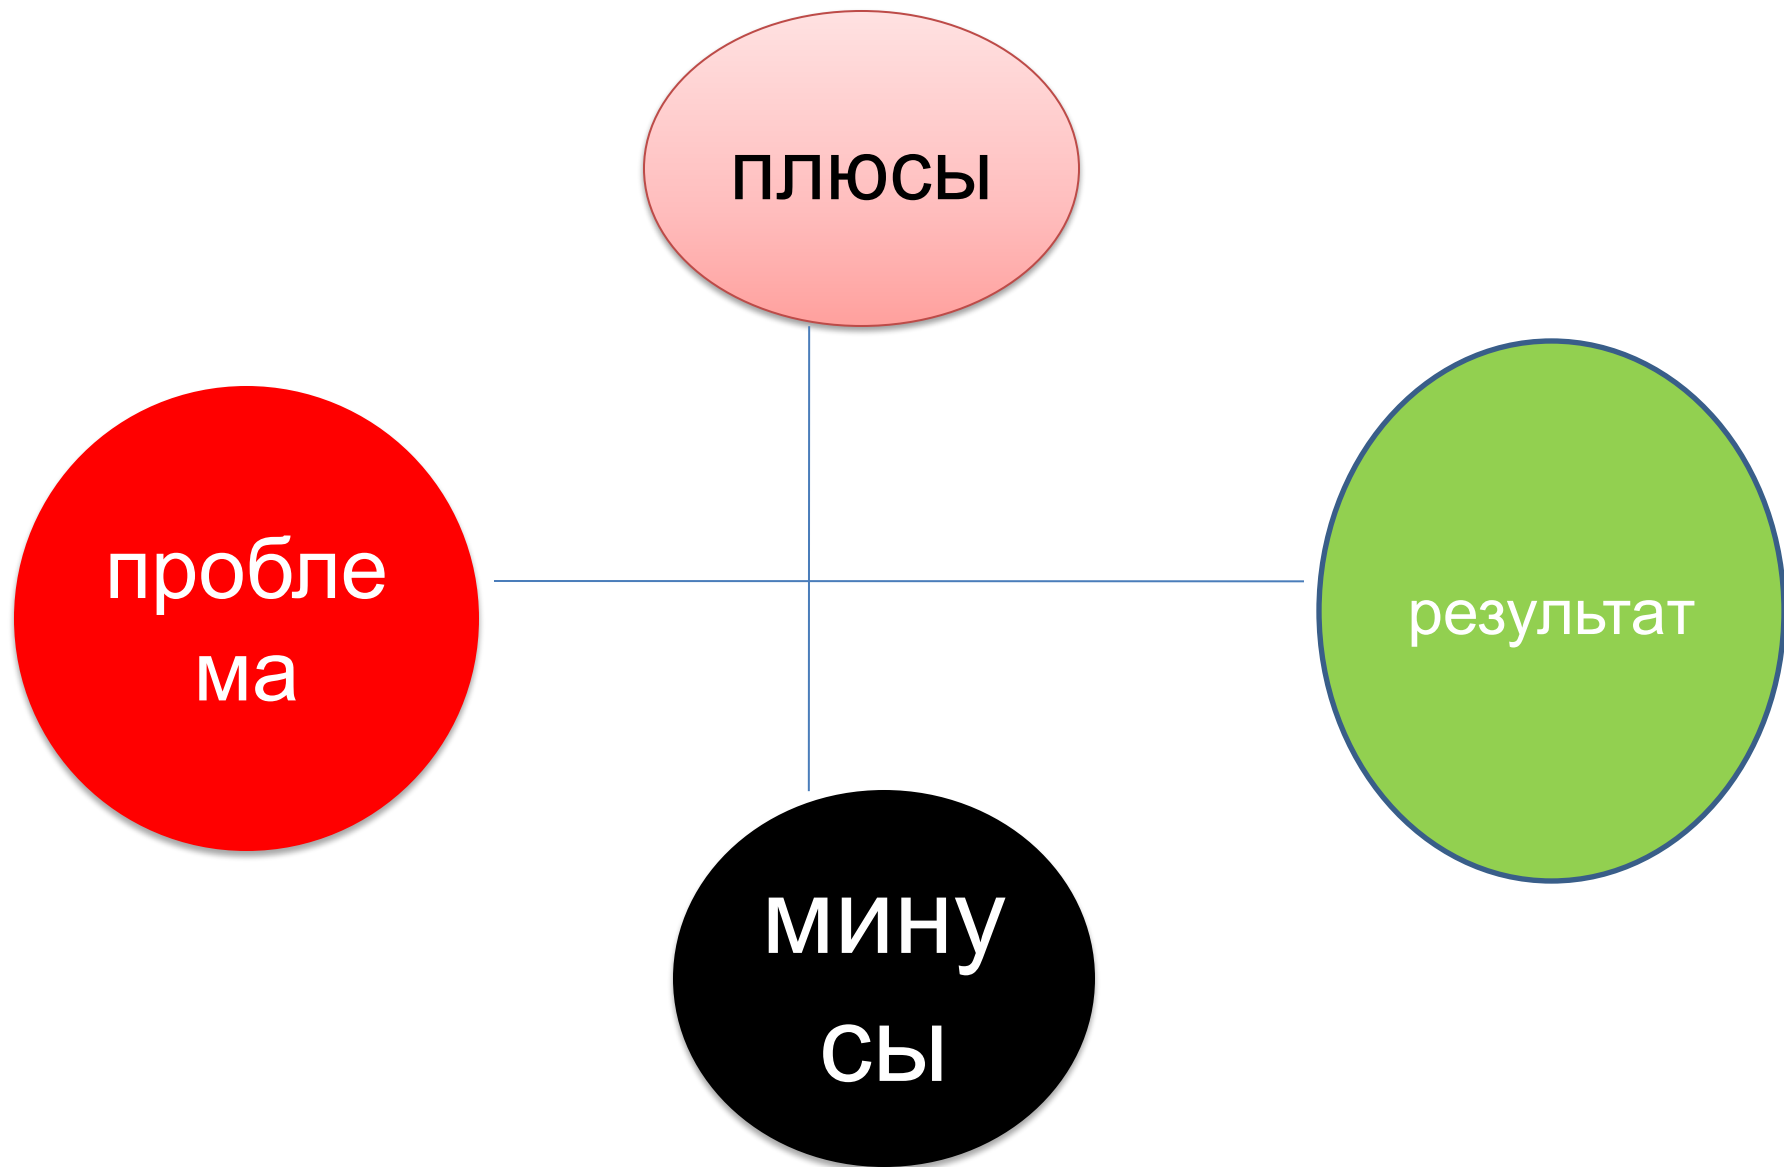 плюсы
пробле
ма
результат
мину
сы